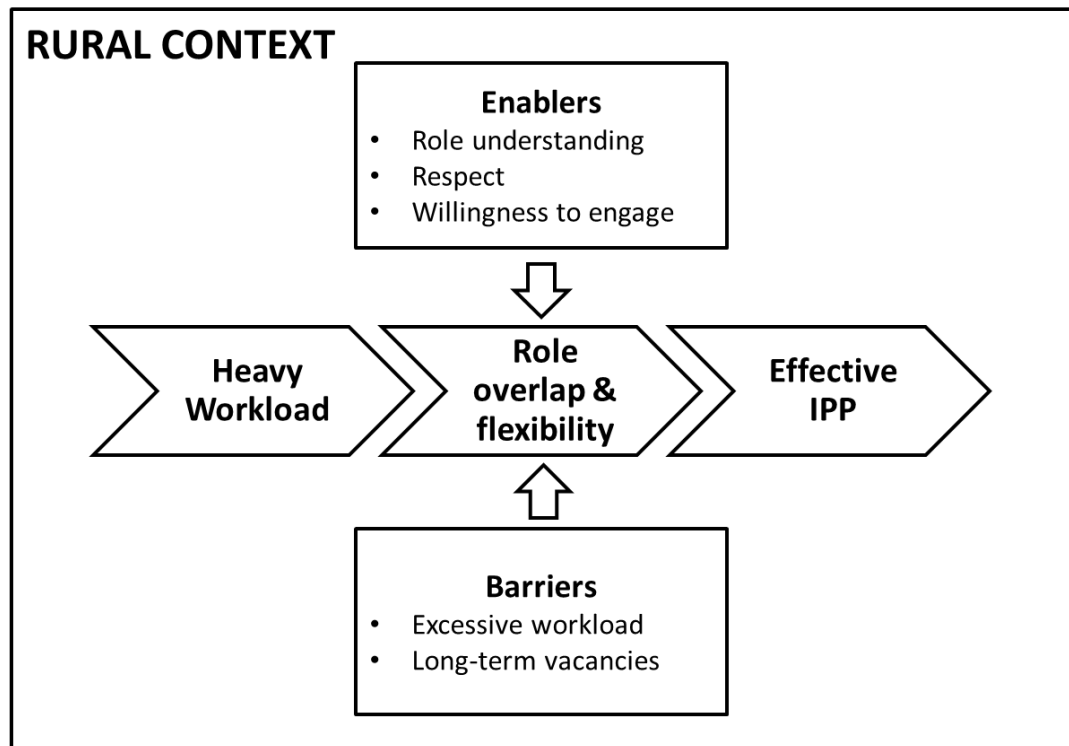 RURAL CONTEXT
Enablers
• Role understanding
• Respect
• Willingness to engage
Heavy
Workload
Role
overlap &
flexibility
Effective
IPP
Barriers
• Excessive workload
• Long-term vacancies